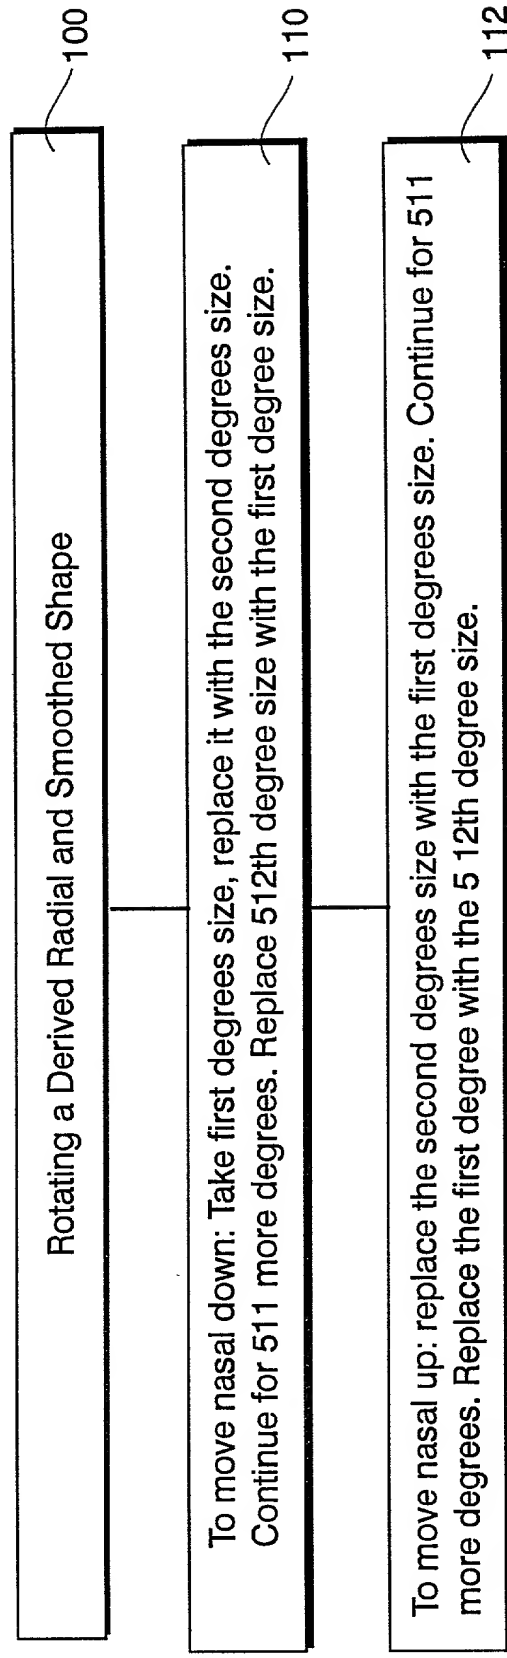 Rotating a Derived Radial and Smoothed Shape
100
To move nasal down: Take first degrees size, replace it with the second degrees size.
Continue for 511 more degrees. Replace 512th degree size with the first degree size.
110
To move nasal up: replace the second degrees size with the first degrees size. Continue for 511
more degrees. Replace the first degree with the 5 12th degree size.
112